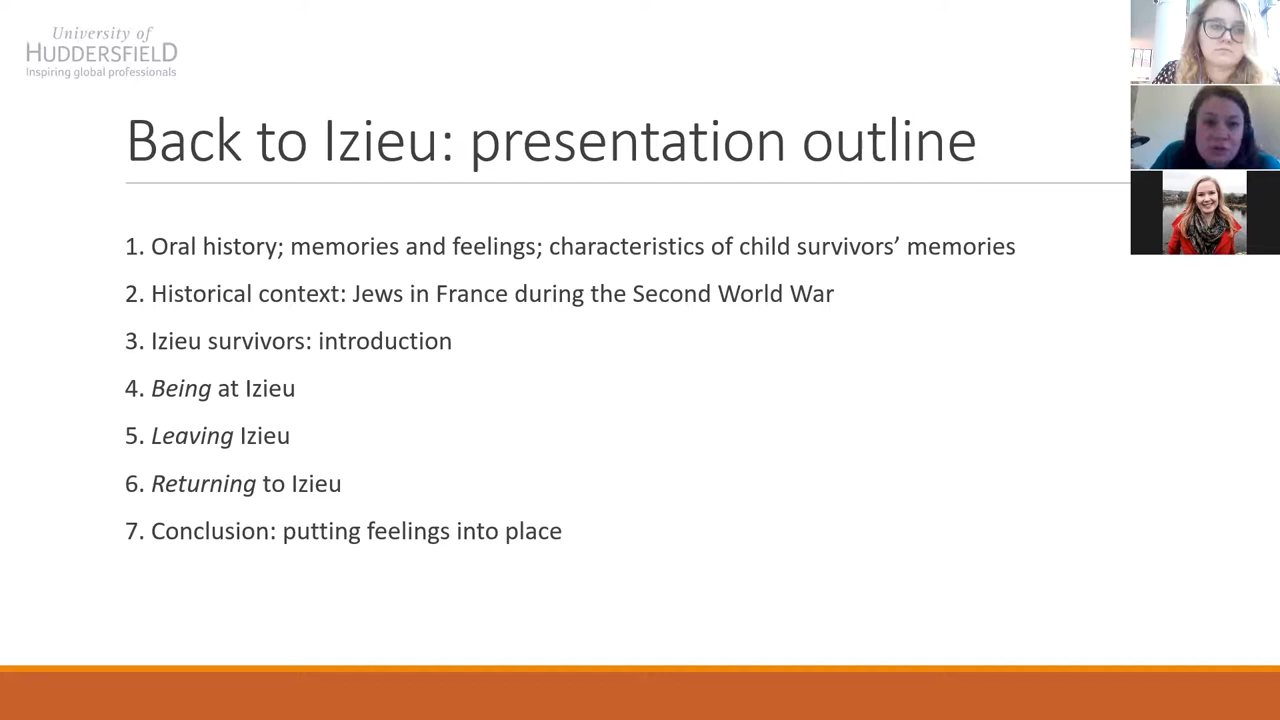 University of
HUDDERSFIELD
Inspiring global professionals
Back to Izieu: presentation outline
1. Oral history; memories and feelings; characteristics of child survivors’ memories
2. Historical context: Jews in France during the Second World War
3. Izieu survivors: introduction
4. Being at Izieu
5. Leaving Izieu
6. Returning to Izieu
7. Conclusion: putting feelings into place